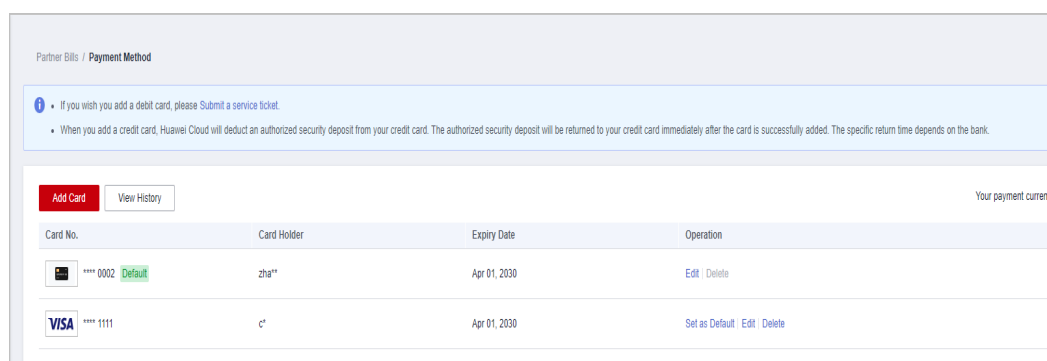 Partner Bills / Payment Method
• If you wish you add a debit card, please Submit a service ticket.
• When you add a credit card, Huawei Cloud will deduct an authorized security deposit from your credit card. The authorized security deposit will be returned to your credit card immediately after the card is successfully added. The specific return time depends on the bank.
Add Card View History Your payment curren
Card No. Card Holder Expiry Date Operation
**** 0002 Default zha** Apr 01, 2030 Edit | Delete
VISA **** 1111 c* Apr 01, 2030 Set as Default | Edit | Delete